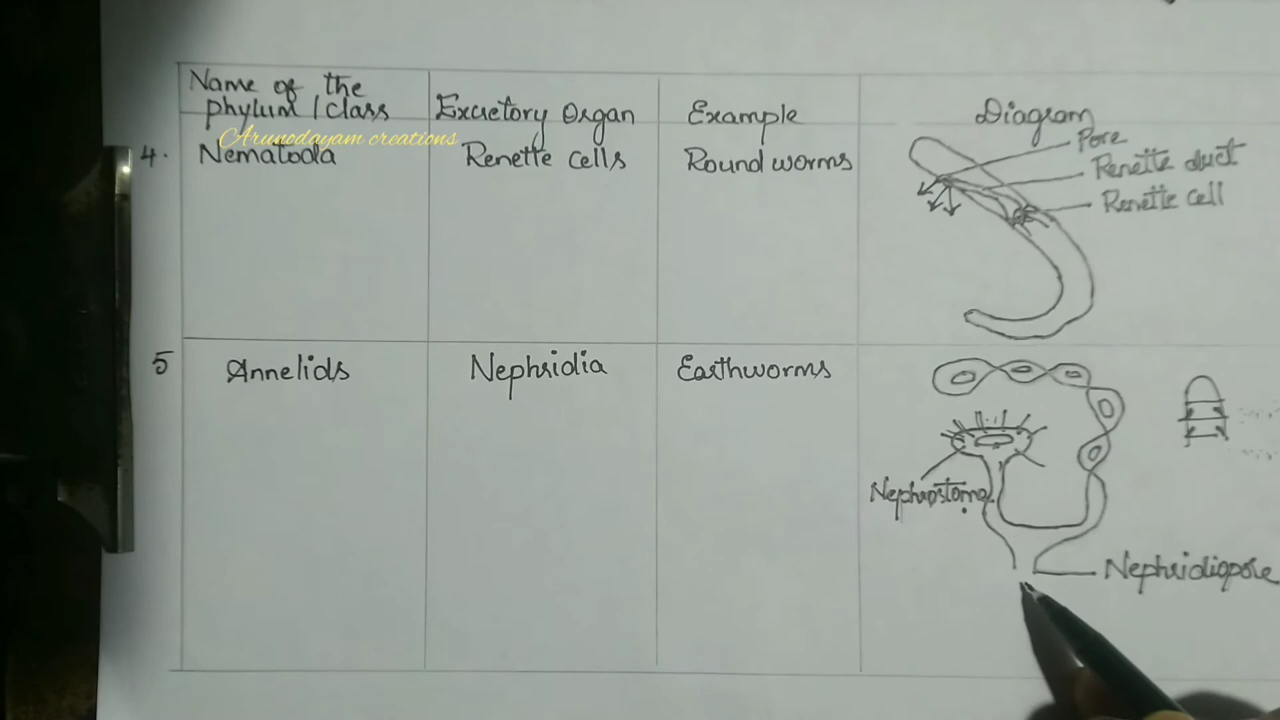 Name of the
phylum / class
Excretory Organ
Example
Diagram
Arunodayam creations
4.
Nematoda
Renette cells
Round worms
Pore
Renette duct
Renette cell
5
Annelids
Nephridia
Earthworms
Nephrostome
Nephridiopore